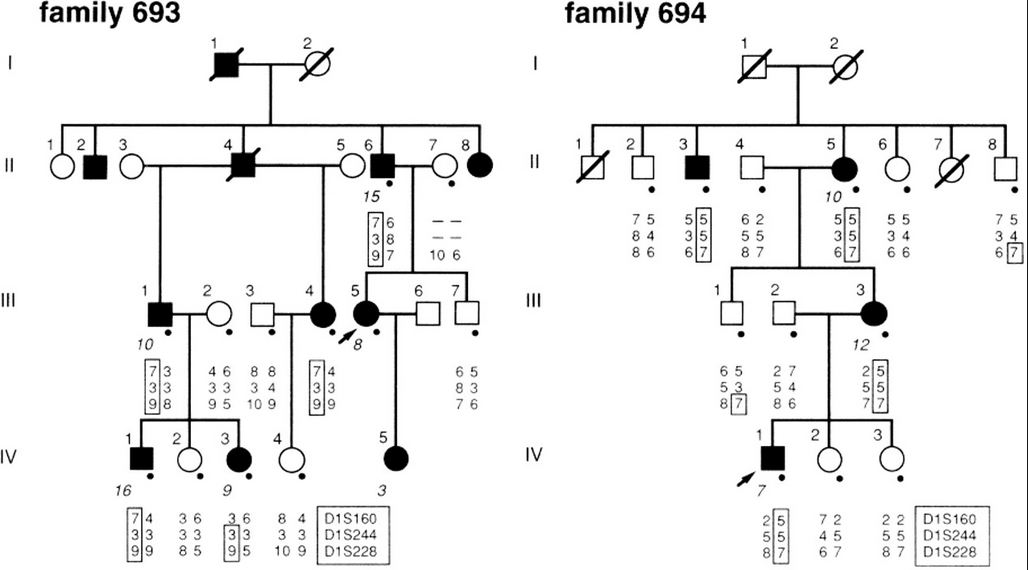 family 693
I
1 2
II
1 2 3 4 5 6 7 8
15
7 6 – –
3 8 – –
9 7 10 6
III
1 2 3 4 5 6 7
10 8
7 3 4 6 8 8 7 4 6 5
3 3 3 3 3 4 3 3 8 3
9 8 9 5 10 9 9 9 7 6
IV
1 2 3 4 5
16 9 3
7 4 3 6 3 6 8 4 D1S160
3 3 3 3 3 3 3 3 D1S244
9 9 8 5 9 5 10 9 D1S228
family 694
I
1 2
II
1 2 3 4 5 6 7 8
10
7 5 5 5 6 2 5 5 5 5 7 5
8 4 3 5 5 5 3 5 3 4 3 4
8 6 6 7 8 7 6 7 6 6 6 7
III
1 2 3
12
6 5 2 7 2 5
5 3 5 4 5 5
8 7 8 6 7 7
IV
1 2 3
7
2 5 7 2 2 2 D1S160
5 5 4 5 5 5 D1S244
8 7 6 7 8 7 D1S228